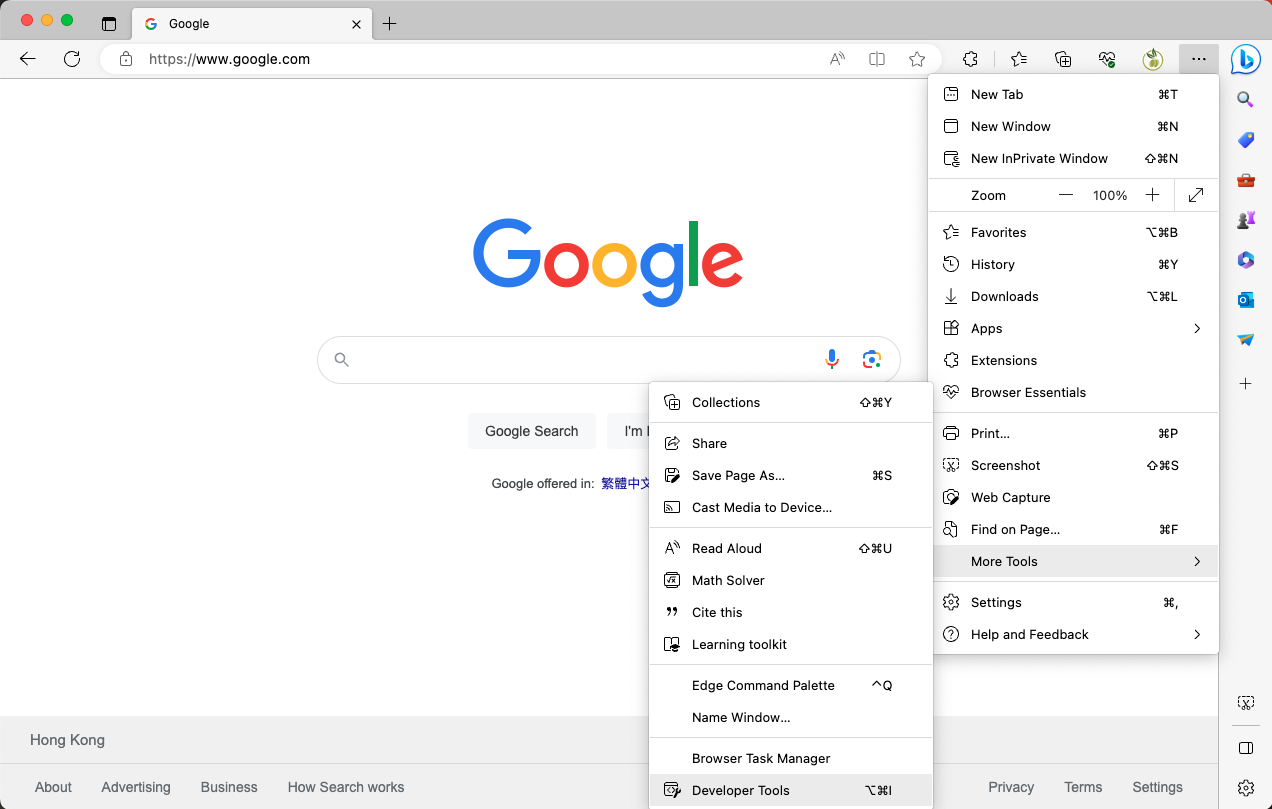 Google
https://www.google.com
New Tab ⌘T
New Window ⌘N
New InPrivate Window ⇧⌘N
Zoom — 100% +
Favorites ⌥⌘B
History ⌘Y
Downloads ⌥⌘L
Apps
Extensions
Browser Essentials
Print... ⌘P
Screenshot ⇧⌘S
Web Capture
Find on Page... ⌘F
More Tools
Settings ⌘,
Help and Feedback
Google
Google Search
I'm
Google offered in: 繁體中文
Collections ⇧⌘Y
Share
Save Page As... ⌘S
Cast Media to Device...
Read Aloud ⇧⌘U
Math Solver
Cite this
Learning toolkit
Edge Command Palette ^Q
Name Window...
Browser Task Manager
Developer Tools ⌥⌘I
Hong Kong
About Advertising Business How Search works Privacy Terms Settings